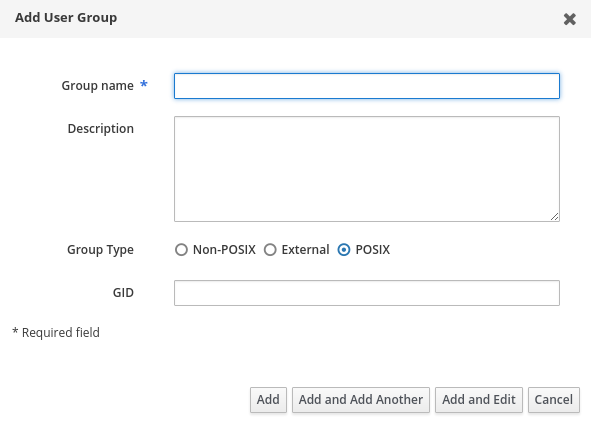 Add User Group
Group name *
Description
Group Type Non-POSIX External POSIX
GID
* Required field
Add Add and Add Another Add and Edit Cancel